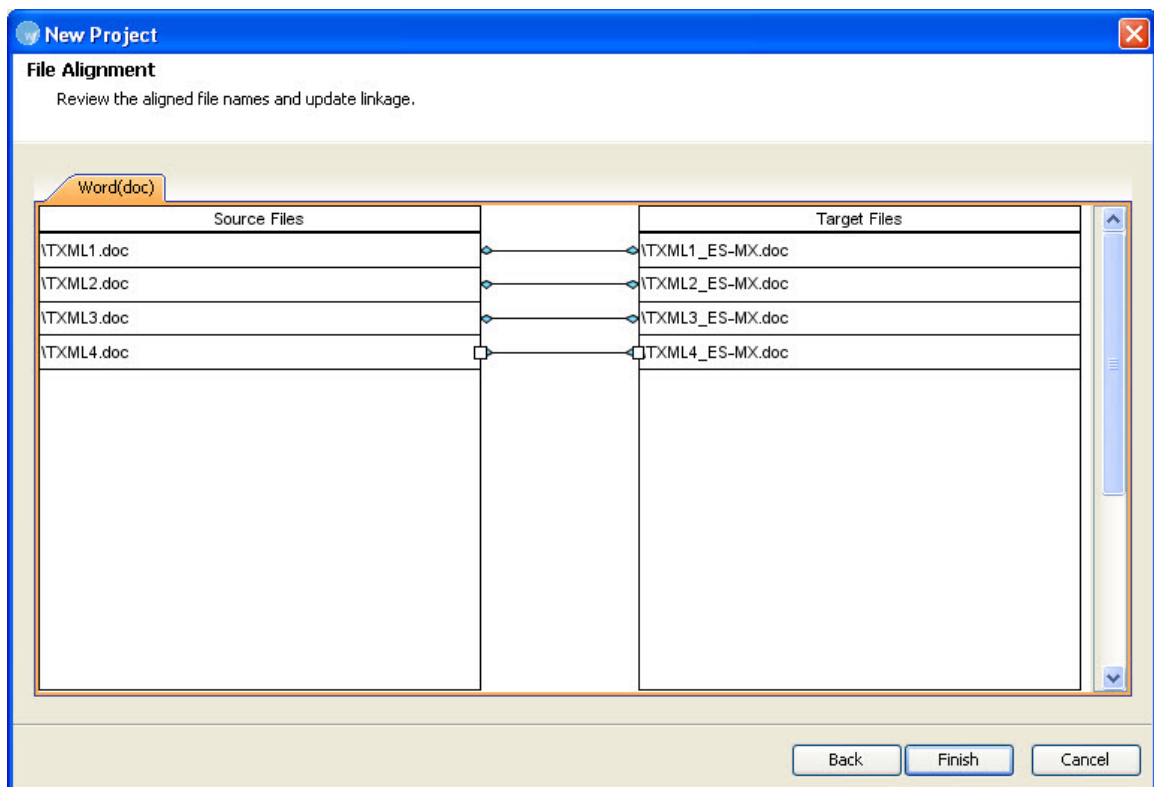 New Project
File Alignment
Review the aligned file names and update linkage.
Word(doc)
Source Files Target Files
\TXML1.doc \TXML1_ES-MX.doc
\TXML2.doc \TXML2_ES-MX.doc
\TXML3.doc \TXML3_ES-MX.doc
\TXML4.doc \TXML4_ES-MX.doc
Back Finish Cancel